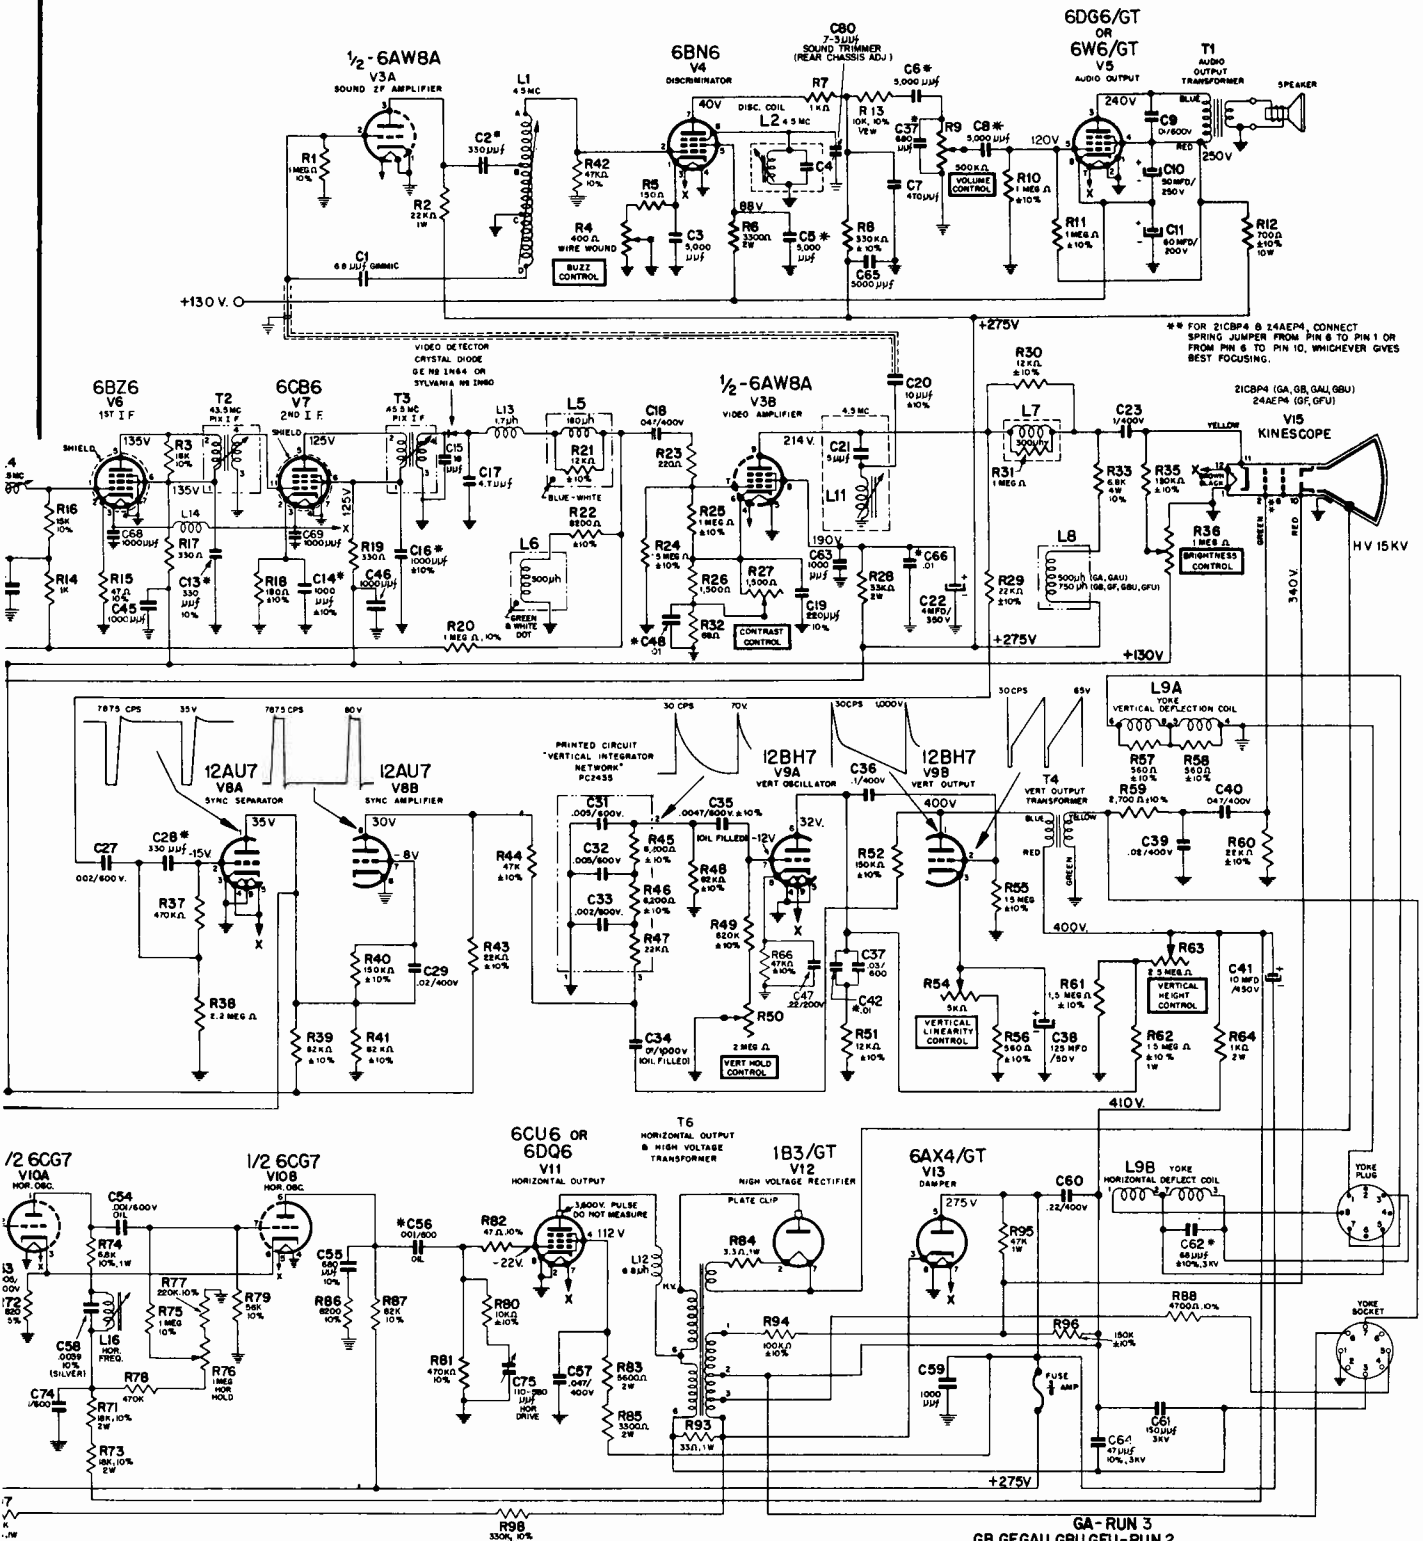 ½-6AW8A
V3A
SOUND 2F AMPLIFIER
L1
4.5MC
6BN6
V4
DISCRIMINATOR
40V
C80
7-3µµf
SOUND TRIMMER
(REAR CHASSIS ADJ)
6DG6/GT
OR
6W6/GT
V5
AUDIO OUTPUT
T1
AUDIO
OUTPUT
TRANSFORMER
SPEAKER
R1
1 MEG Ω
10%
C2*
330µµf
R2
22KΩ
1W
C1
6.8 µµf GIMMIC
R42
47KΩ
10%
R5
150Ω
R4
400 Ω
WIRE WOUND
BUZZ
CONTROL
C3
5,000
µµf
88V
R6
3300Ω
2W
DISC. COIL
L2 4.5 MC
C4
C5*
5,000
µµf
R7
1KΩ
R13
10K, 10%
C6*
5,000µµf
C37
680
µµf
R9
500KΩ
VOLUME
CONTROL
C8*
5,000µµf
R8
330KΩ
±10%
C7
470µµf
C65
5000µµf
R10
1 MEG Ω
±10%
120V
240V
R11
1 MEG Ω
±10%
BLUE
RED
C9
.01/600V
250V
C10
50MFD/
250V
C11
60 MFD/
200V
R12
700Ω
±10%
10W
+130 V.
+275V
** FOR 21CBP4 & 24AEP4, CONNECT
SPRING JUMPER FROM PIN 6 TO PIN 1 OR
FROM PIN 6 TO PIN 10, WHICHEVER GIVES
BEST FOCUSING.
VIDEO DETECTOR
CRYSTAL DIODE
GE Nº 1N64 OR
SYLVANIA Nº 1N60
6BZ6
V6
1ST IF
SHIELD
135V
R3
18K
10%
T2
43.5MC
PIX I F
6CB6
V7
2ND I F.
SHIELD
125V
T3
45.5MC
PIX I.F.
L13
1.7µh
L5
180µh
R21
12KΩ
±10%
BLUE-WHITE
C18
.047/400V
R23
220Ω
½-6AW8A
V3B
VIDEO AMPLIFIER
214V.
4.5 MC
C21
5µµf
L11
C20
10µµf
±10%
R30
12KΩ
±10%
L7
300µhy
R31
1 MEG Ω
C23
.1/400V
R33
6.8K
4W
10%
R35
180KΩ
±10%
R36
1 MEG Ω
BRIGHTNESS
CONTROL
21CBP4 (GA, GB, GAU, GBU)
24AEP4 (GF, GFU)
V15
KINESCOPE
YELLOW
BROWN
BLACK
GREEN
RED
340V.
HV 15KV
R16
15K
10%
R14
1K
C68
1000µµf
L14
R15
47Ω
10%
C45
1000µµf
135V
R17
330Ω
C13*
330
µµf
10%
C69
1000µµf
R18
180Ω
±10%
C14*
1000
µµf
±10%
125V
R19
330Ω
C46
1000µµf
C16*
1000µµf
±10%
C15
C17
4.7µµf
R22
8200Ω
±10%
L6
500µh
GREEN
& WHITE
DOT
R20
1 MEG Ω, 10%
R24
R25
1 MEG Ω
±10%
R26
1,500Ω
R27
1,500Ω
R32
68Ω
*C48
.01
CONTRAST
CONTROL
190V
C63
1000
µµf
C19
220µµf
10%
R28
33KΩ
2W
*
C66
.01
C22
4MFD/
350V
R29
22KΩ
±10%
L8
500µh (GA, GAU)
750µh (GB, GF, GBU, GFU)
+275V
+130V
7875 CPS
35V
7875 CPS
80V
12AU7
V8A
SYNC SEPARATOR
35V
12AU7
V8B
SYNC AMPLIFIER
30V
PRINTED CIRCUIT
"VERTICAL INTEGRATOR
NETWORK"
PC2435
30 CPS
70V.
12BH7
V9A
VERT OSCILLATOR
30CPS
1,000V
12BH7
V9B
VERT OUTPUT
30CPS
65V
L9A
YOKE
VERTICAL DEFLECTION COIL
R57
560Ω
±10%
R58
560Ω
±10%
C27
.002/600 V.
C28*
330 µµf
-15V
R37
470KΩ
R38
2.2 MEG Ω
R39
82KΩ
±10%
-8V
R40
150KΩ
±10%
C29
.02/400V
R41
82KΩ
±10%
R43
22KΩ
±10%
R44
47K
±10%
C31
.005/600V.
C32
.005/600V
C33
.002/600V.
R45
8,200Ω
±10%
R46
8,200Ω
±10%
R47
22KΩ
C34
.01/1,000V
(OIL FILLED)
C35
.0047/600V.±10%
(OIL FILLED)
R48
82KΩ
±10%
R49
820K
±10%
R50
2 MEG Ω
VERT HOLD
CONTROL
-12V
32V.
R66
47KΩ
±10%
C47
.22/200V
C36
.1/400V
C37
.03/
600
C42
*.01
R51
12KΩ
±10%
R52
150KΩ
±10%
400V
R54
5KΩ
VERTICAL
LINEARITY
CONTROL
R55
1.5 MEG
±10%
R56
560Ω
±10%
C38
125 MFD
/50V
T4
VERT OUTPUT
TRANSFORMER
BLUE
YELLOW
RED
GREEN
R59
2,700 Ω±10%
C40
.047/400V
C39
.02/400V
R60
22KΩ
±10%
400V.
R61
1.5 MEG Ω
±10%
R62
1.5 MEG Ω
±10%
1W
R63
2.5 MEG Ω
VERTICAL
HEIGHT
CONTROL
R64
1KΩ
2W
C41
10 MFD
/450V
410V.
1/2 6CG7
V10A
HOR. OSC.
1/2 6CG7
V10B
HOR. OSC.
6CU6 OR
6DQ6
V11
HORIZONTAL OUTPUT
T6
HORIZONTAL OUTPUT
& HIGH VOLTAGE
TRANSFORMER
1B3/GT
V12
HIGH VOLTAGE RECTIFIER
PLATE CLIP
6AX4/GT
V13
DAMPER
275V
C54
.001/600V
OIL
R74
6.8K
10%, 1W
C58
.0039
10%
(SILVER)
L16
HOR.
FREQ.
R77
220K,10%
R75
1 MEG
10%
R79
56K
10%
R76
1MEG
HOR
HOLD
R78
470K
C74
R71
18K,10%
2W
R73
18K,10%
2W
C55
680
µµf
10%
R86
8200
10%
R87
82K
10%
*C56
.001/600
OIL
R82
47Ω,10%
-22V.
R80
10KΩ
±10%
R81
470KΩ
10%
C75
µµf
HOR
DRIVE
3,800V. PULSE
DO NOT MEASURE
112V
C57
.047/
400V
R83
5600Ω
2W
R85
3300Ω
2W
L12
H.V.
R84
3.3Ω,1W
R94
100KΩ
±10%
R93
33Ω,1W
R95
47K
1W
C60
.22/400V
R96
150K
±10%
C59
1000
µµf
FUSE
AMP
L9B
YOKE
HORIZONTAL DEFLECT COIL
C62*
68µµf
±10%,3KV
R88
4700Ω,10%
C61
150µµf
3KV
C64
47µµf
10%,3KV
YOKE
PLUG
YOKE
SOCKET
+275V
R98
330K, 10%
GA-RUN 3